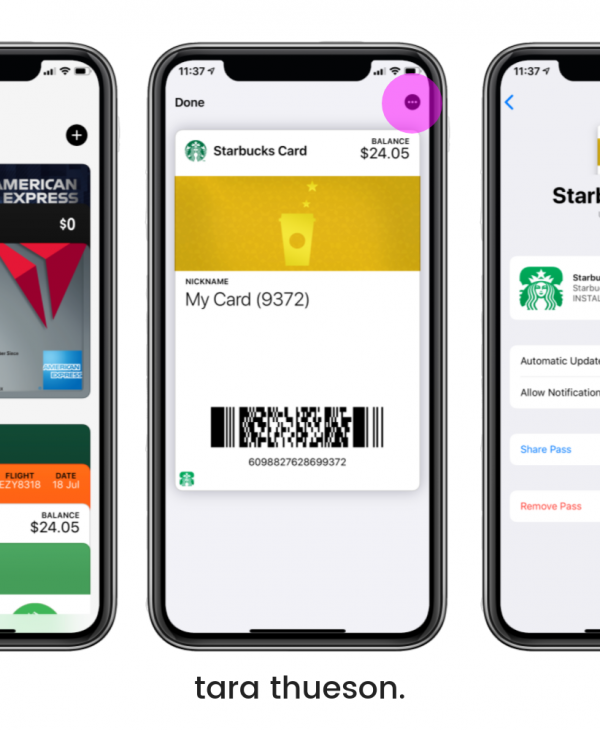 +
AMERICAN
EXPRESS
$0
AMERICAN
EXPRESS
FLIGHT DATE
EZY8318 18 Jul
BALANCE
$24.05
11:37
Done
Starbucks Card
BALANCE
$24.05
NICKNAME
My Card (9372)
6098827628699372
11:37
Starb
Starbu
Starbu
INSTAL
Automatic Update
Allow Notification
Share Pass
Remove Pass
tara thueson.